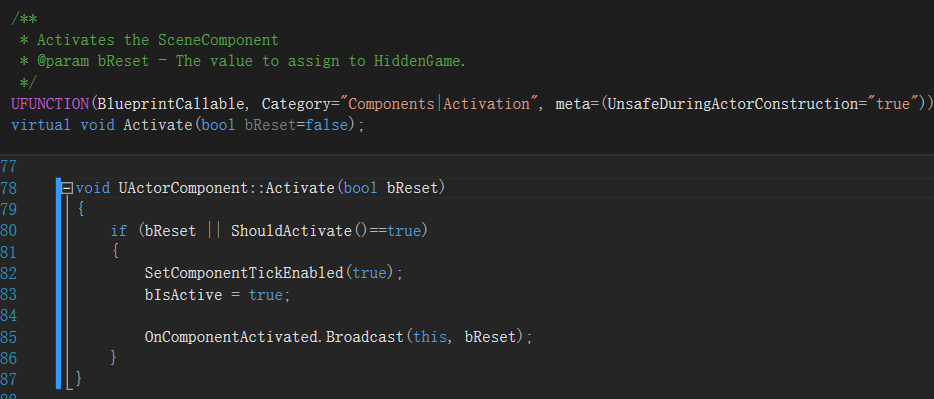 /**
 * Activates the SceneComponent
 * @param bReset - The value to assign to HiddenGame.
 */
UFUNCTION(BlueprintCallable, Category="Components|Activation", meta=(UnsafeDuringActorConstruction="true"))
virtual void Activate(bool bReset=false);
77
78 void UActorComponent::Activate(bool bReset)
79 {
80     if (bReset || ShouldActivate()==true)
81     {
82         SetComponentTickEnabled(true);
83         bIsActive = true;
84
85         OnComponentActivated.Broadcast(this, bReset);
86     }
87 }